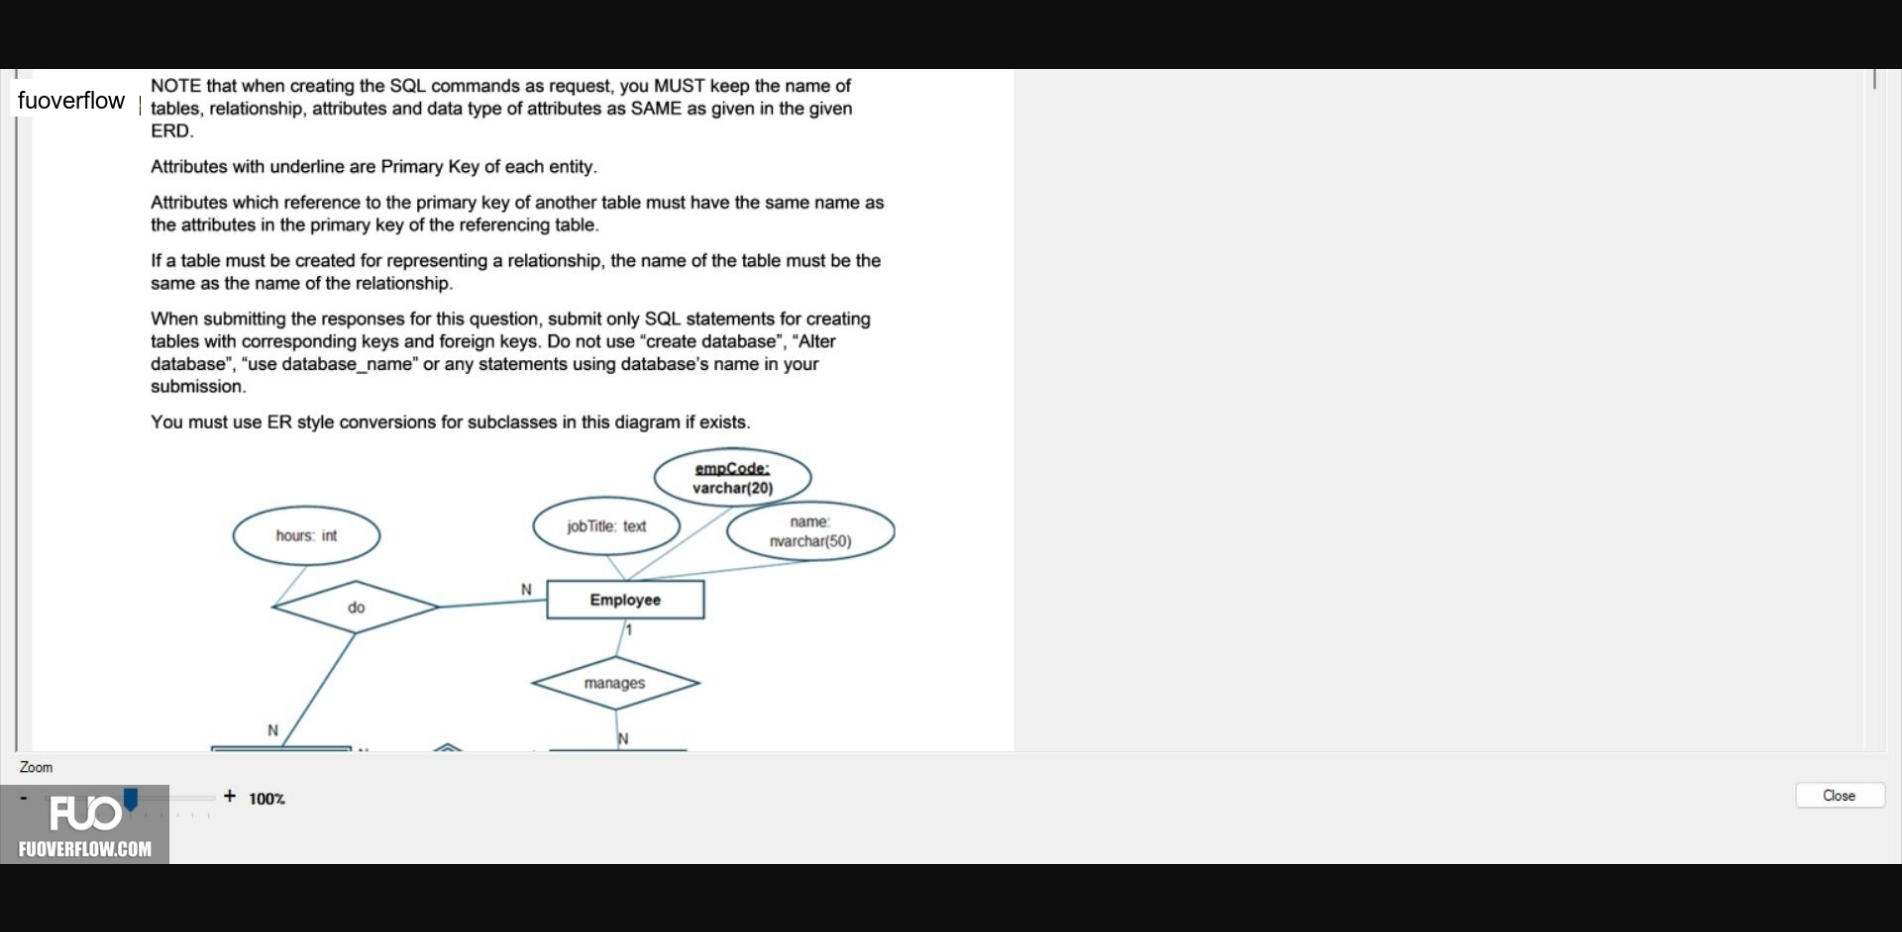 NOTE that when creating the SQL commands as request, you MUST keep the name of
fuoverflow
tables, relationship, attributes and data type of attributes as SAME as given in the given
ERD.
Attributes with underline are Primary Key of each entity.
Attributes which reference to the primary key of another table must have the same name as
the attributes in the primary key of the referencing table.
If a table must be created for representing a relationship, the name of the table must be the
same as the name of the relationship.
When submitting the responses for this question, submit only SQL statements for creating
tables with corresponding keys and foreign keys. Do not use “create database”, “Alter
database”, “use database_name” or any statements using database’s name in your
submission.
You must use ER style conversions for subclasses in this diagram if exists.
empCode:
varchar(20)
hours: int
jobTitle: text
name:
nvarchar(50)
do
N
Employee
1
manages
N
N
Zoom
- + 100%
Close
FUO
FUOVERFLOW.COM